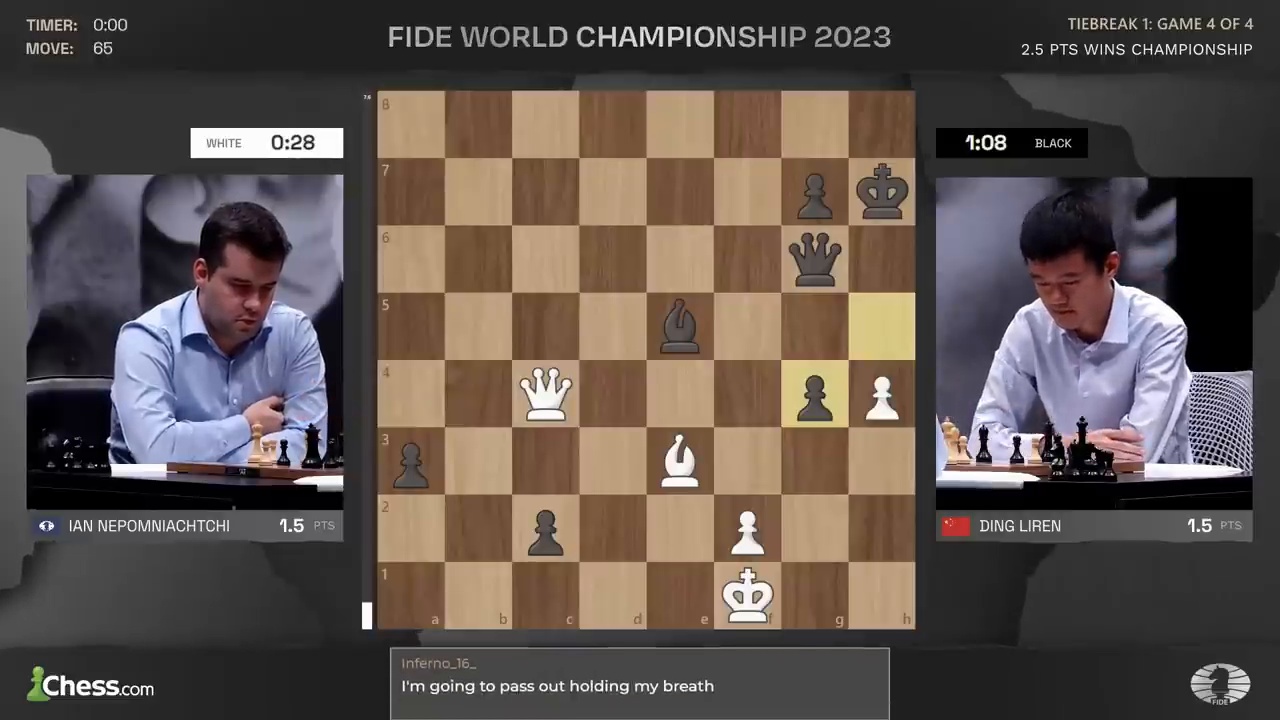 TIMER: 0:00
MOVE: 65
FIDE WORLD CHAMPIONSHIP 2023
TIEBREAK 1: GAME 4 OF 4
2.5 PTS WINS CHAMPIONSHIP
WHITE 0:28
1:08 BLACK
7.6
8
7
6
5
4
3
2
1
a b c d e f g h
IAN NEPOMNIACHTCHI 1.5 PTS
DING LIREN 1.5 PTS
Inferno_16_
I'm going to pass out holding my breath
Chess.com
FIDE